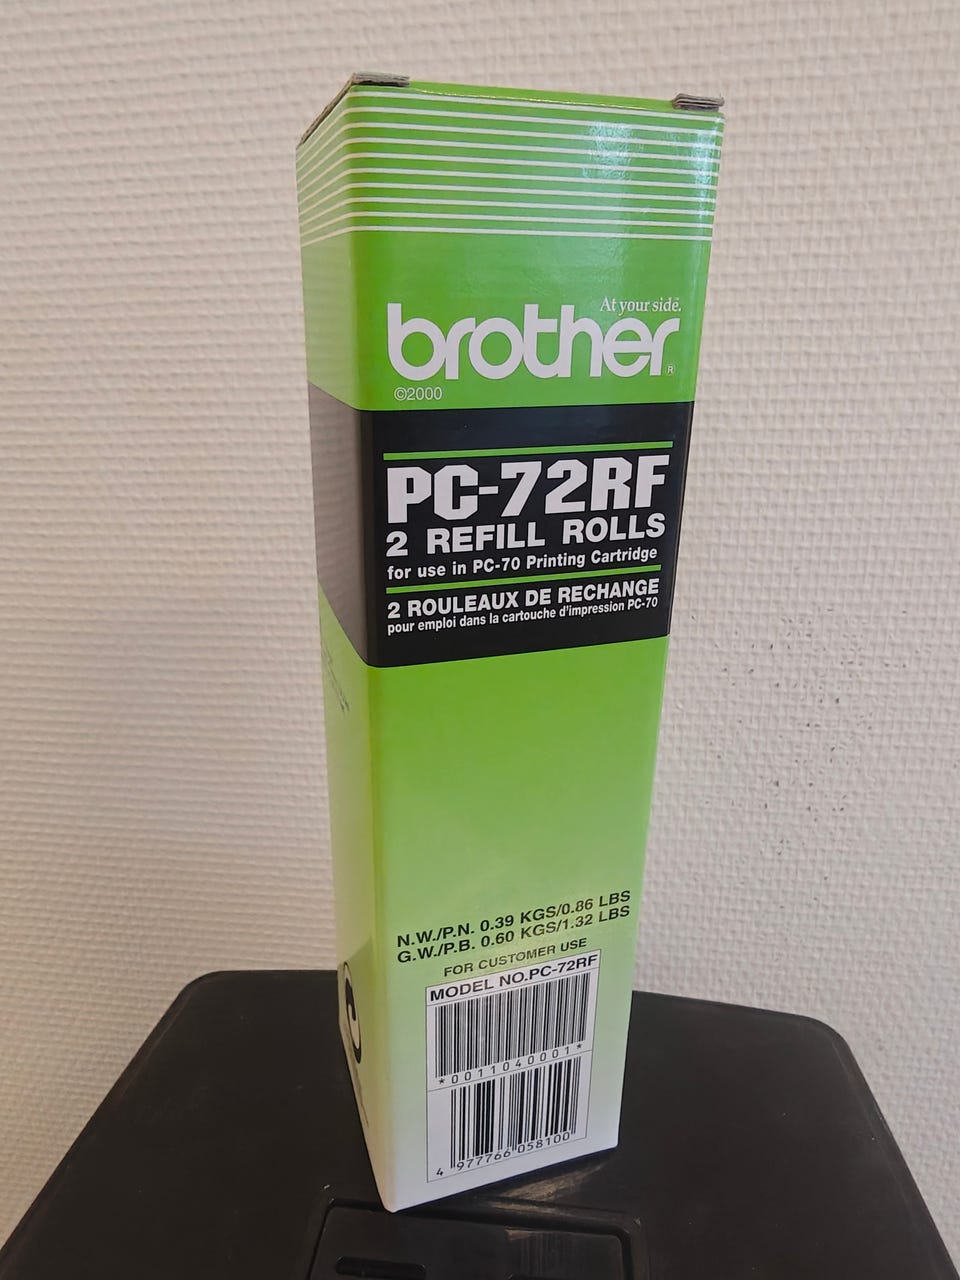 At your side.
brother®
©2000
PC-72RF
2 REFILL ROLLS
for use in PC-70 Printing Cartridge
2 ROULEAUX DE RECHANGE
pour emploi dans la cartouche d'impression PC-70
N.W./P.N. 0.39 KGS/0.86 LBS
G.W./P.B. 0.60 KGS/1.32 LBS
FOR CUSTOMER USE
MODEL NO.PC-72RF
*0011040001*
4 977766 058100